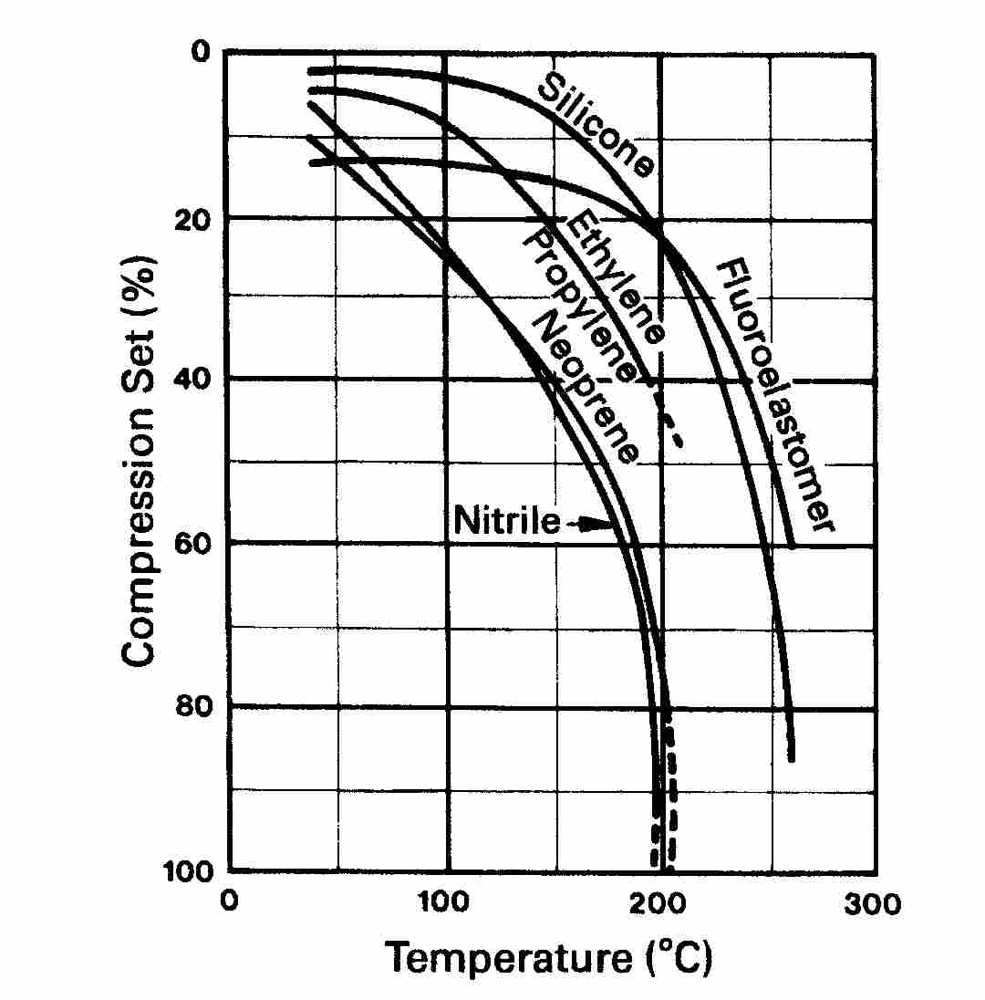 0
20
40
60
80
100
Compression Set (%)
Silicone
Ethylene
Propylene
Neoprene
Nitrile
Fluoroelastomer
0
100
200
300
Temperature (°C)